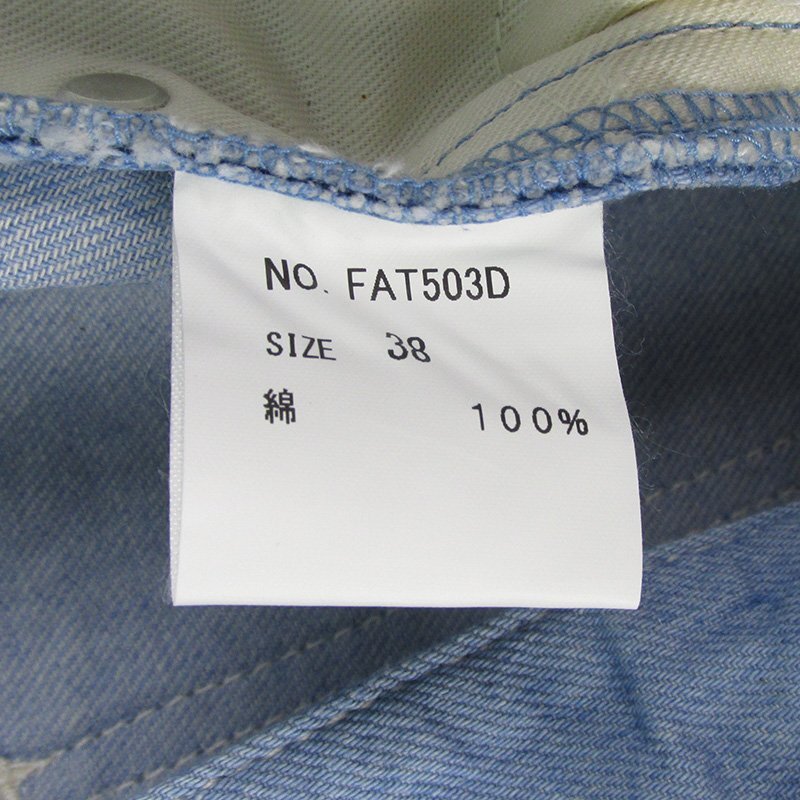 NO. FAT503D
SIZE 38
綿 100%